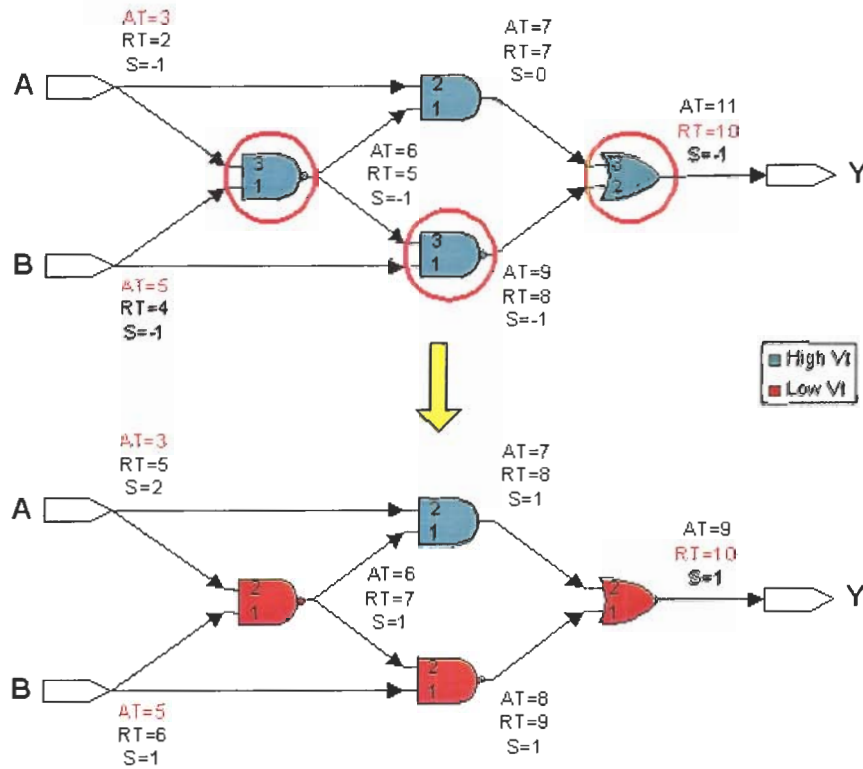 AT=3
RT=2
S=-1
A
2
1
AT=7
RT=7
S=0
3
1
AT=6
RT=5
S=-1
3
2
AT=11
RT=10
S=-1
Y
B
AT=5
RT=4
S=-1
3
1
AT=9
RT=8
S=-1
High Vt
Low Vt
AT=3
RT=5
S=2
A
2
1
AT=7
RT=8
S=1
2
1
AT=6
RT=7
S=1
2
1
AT=9
RT=10
S=1
Y
B
AT=5
RT=6
S=1
2
1
AT=8
RT=9
S=1